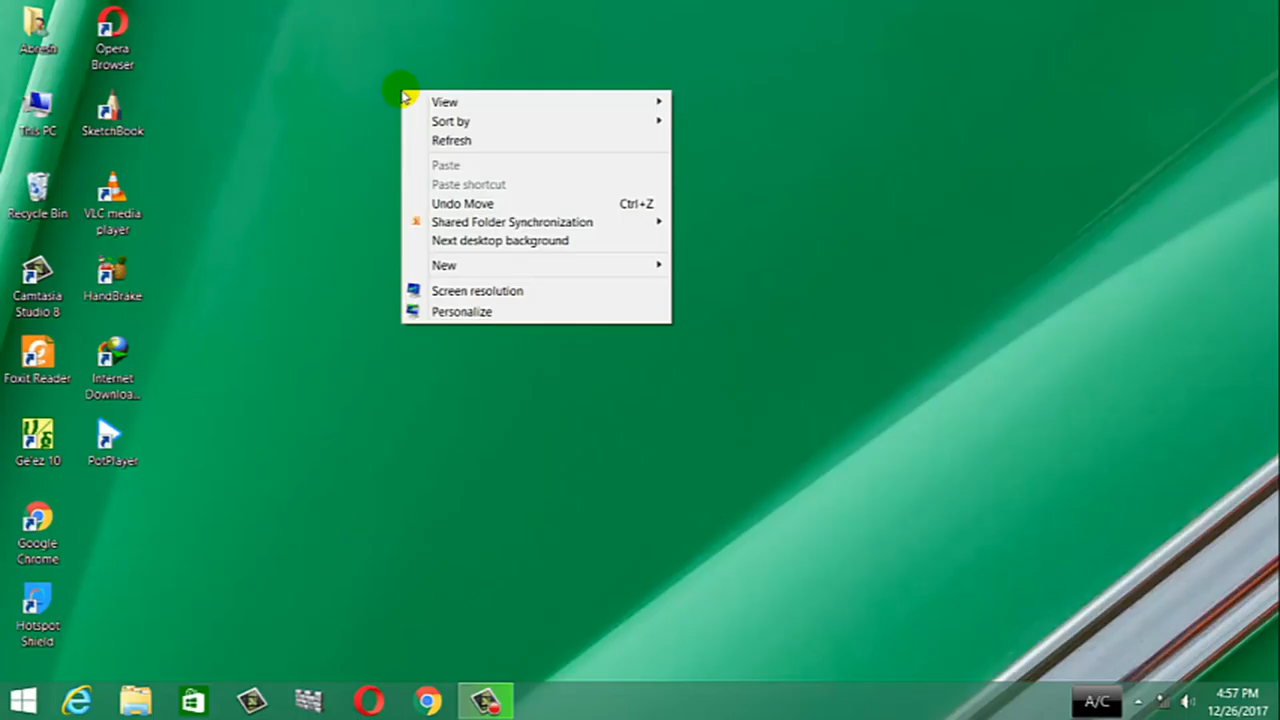 Abresh
Opera
Browser
This PC
SketchBook
Recycle Bin
VLC media
player
Camtasia
Studio 8
HandBrake
Foxit Reader
Internet
Downloa...
Ge'ez 10
PotPlayer
Google
Chrome
Hotspot
Shield
View
Sort by
Refresh
Paste
Paste shortcut
Undo Move Ctrl+Z
Shared Folder Synchronization
Next desktop background
New
Screen resolution
Personalize
A/C
4:57 PM
12/26/2017